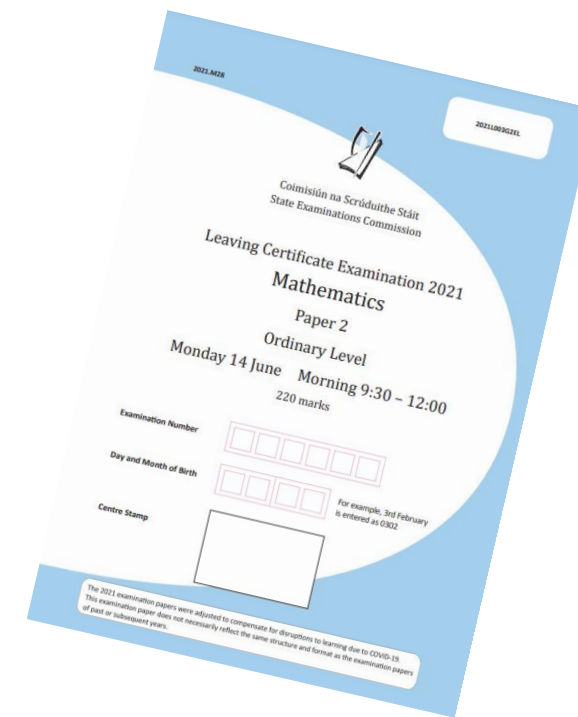 2021.M28
2021L003G2EL
Coimisiún na Scrúduithe Stáit
State Examinations Commission
Leaving Certificate Examination 2021
Mathematics
Paper 2
Ordinary Level
Monday 14 June Morning 9:30 – 12:00
220 marks
Examination Number
Day and Month of Birth
For example, 3rd February
is entered as 0302
Centre Stamp
The 2021 examination papers were adjusted to compensate for disruptions to learning due to COVID-19.
This examination paper does not necessarily reflect the same structure and format as the examination papers
of past or subsequent years.